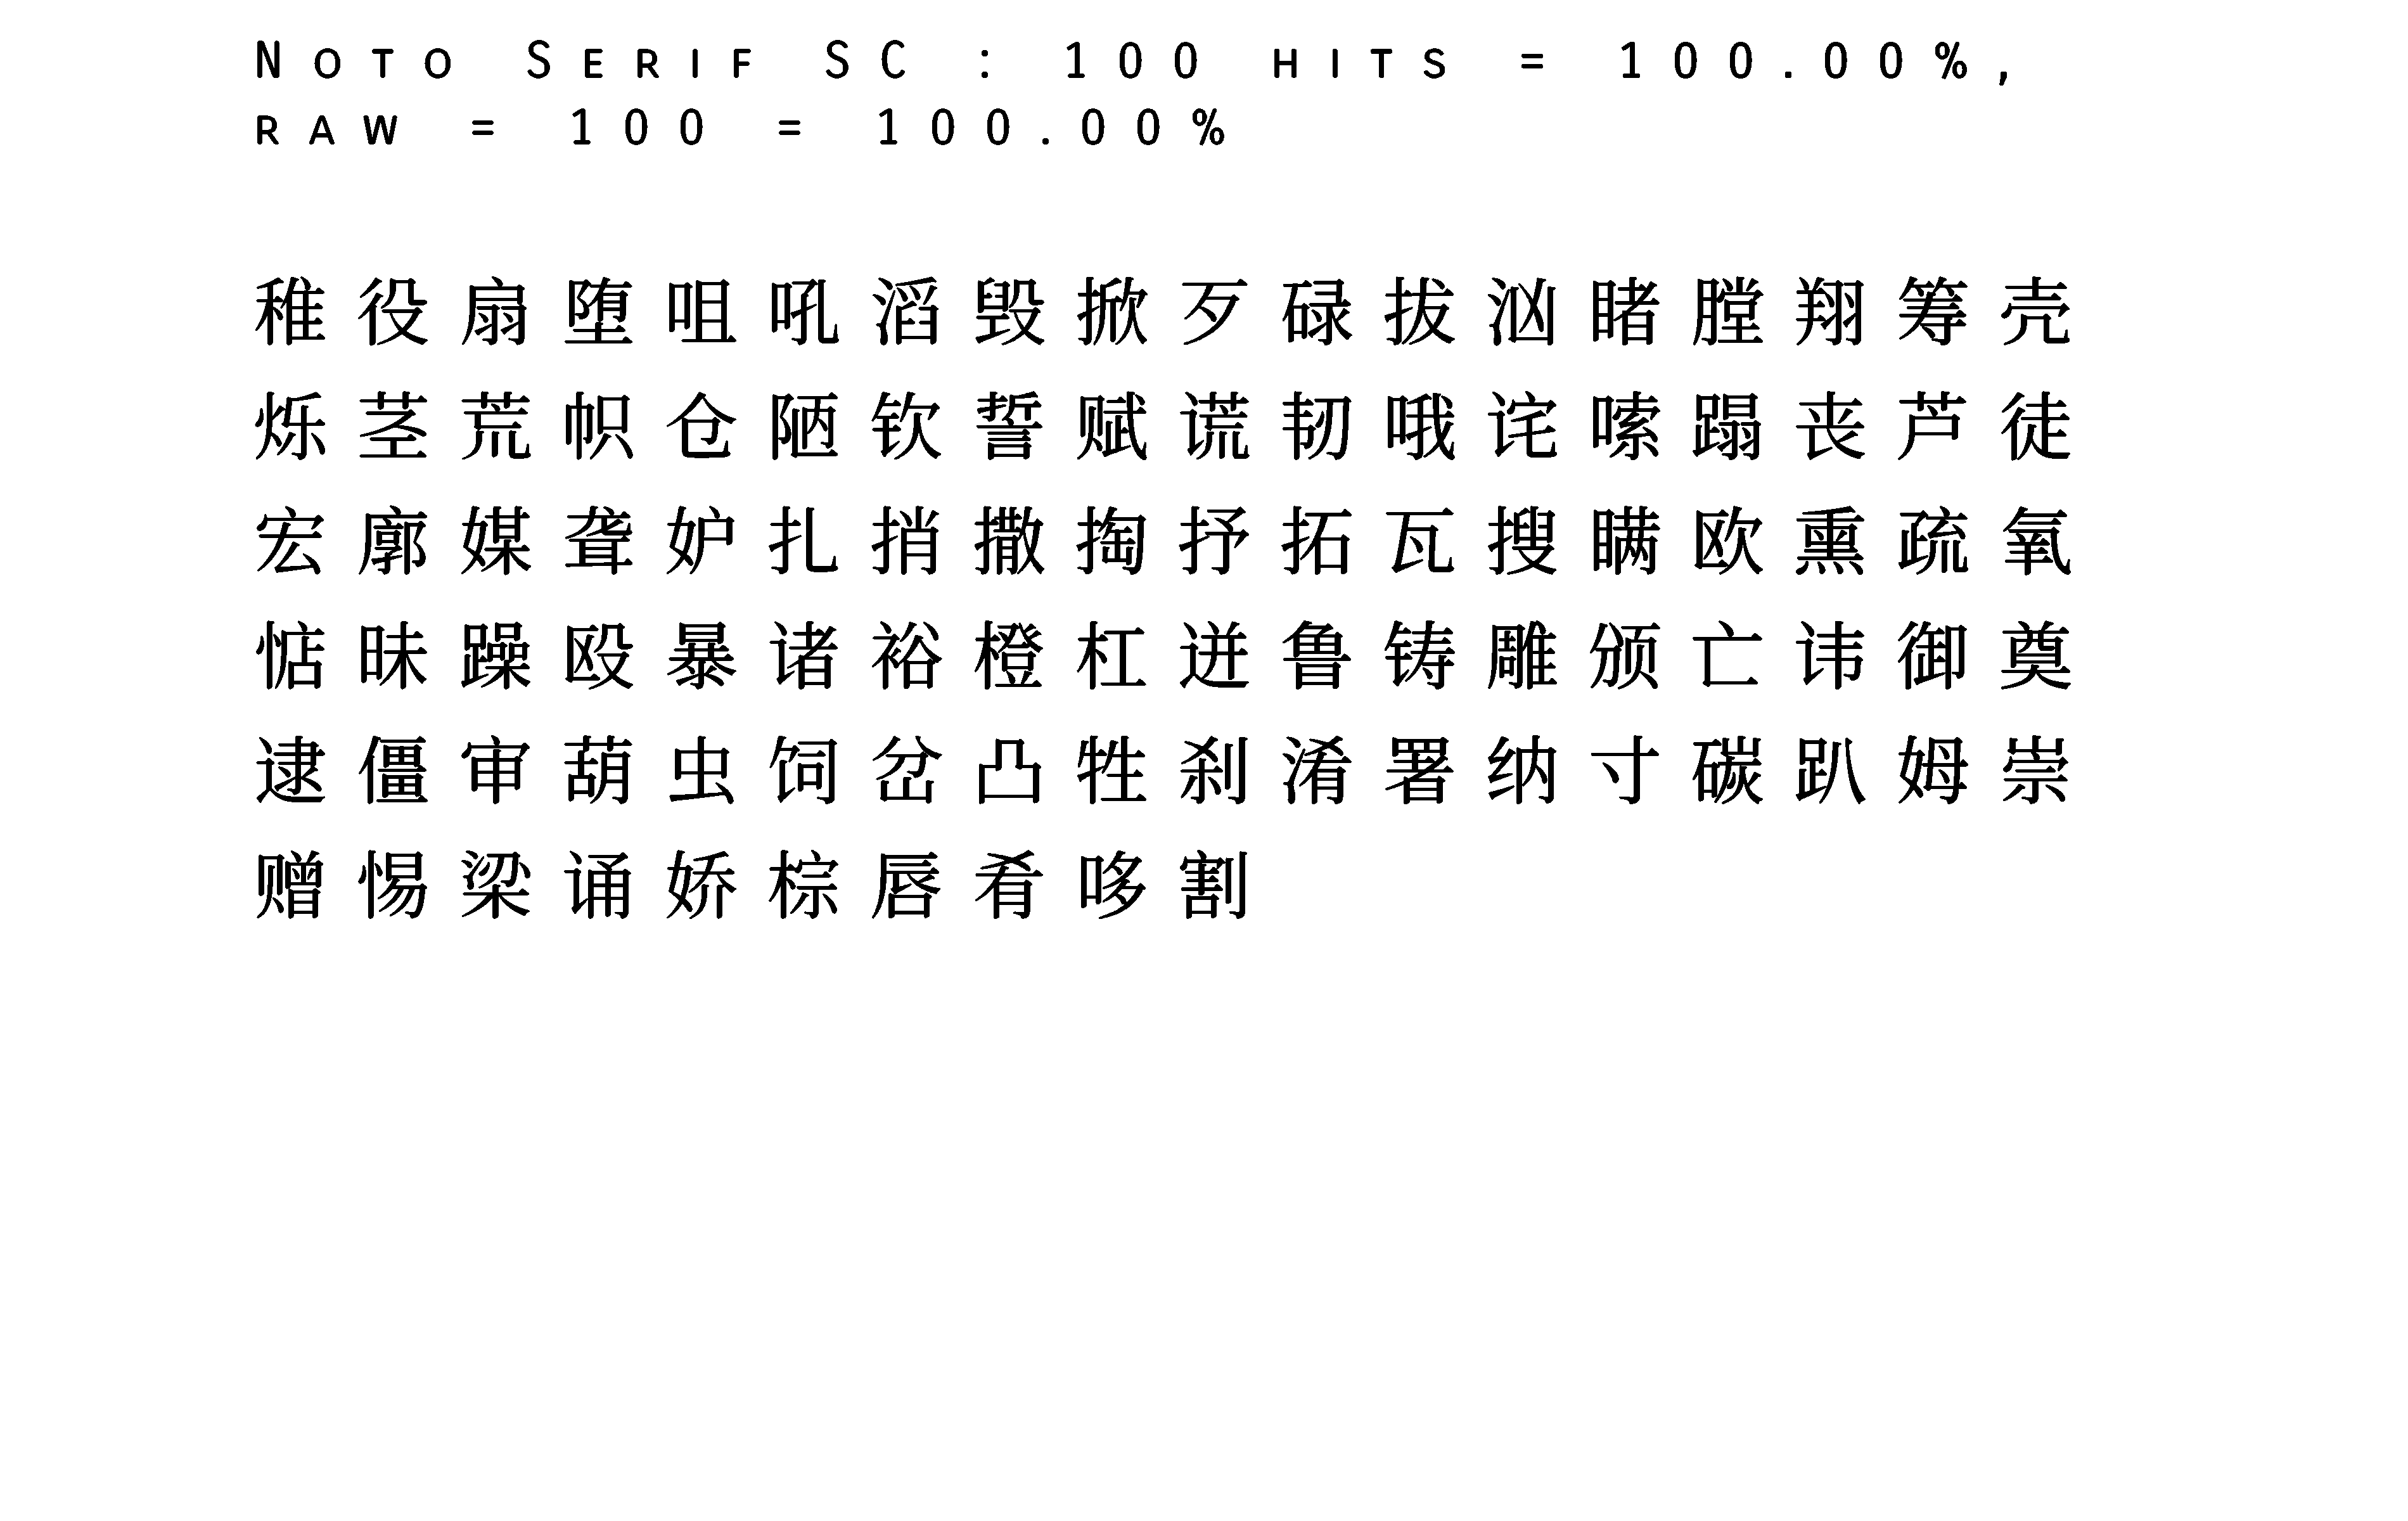 Noto Serif SC : 100 hits = 100.00%,
raw = 100 = 100.00%
稚役扇堕咀吼滔毁掀歹碌拔汹睹膛翔筹壳
烁茎荒帜仓陋钦誓赋谎韧哦诧嗦蹋丧芦徒
宏廓媒聋妒扎捎撒掏抒拓瓦搜瞒欧熏疏氧
惦昧躁殴暴诸裕橙杠迸鲁铸雕颁亡讳御奠
逮僵审葫虫饲岔凸牲刹淆署纳寸碳趴姆崇
赠惕梁诵娇棕唇肴哆割